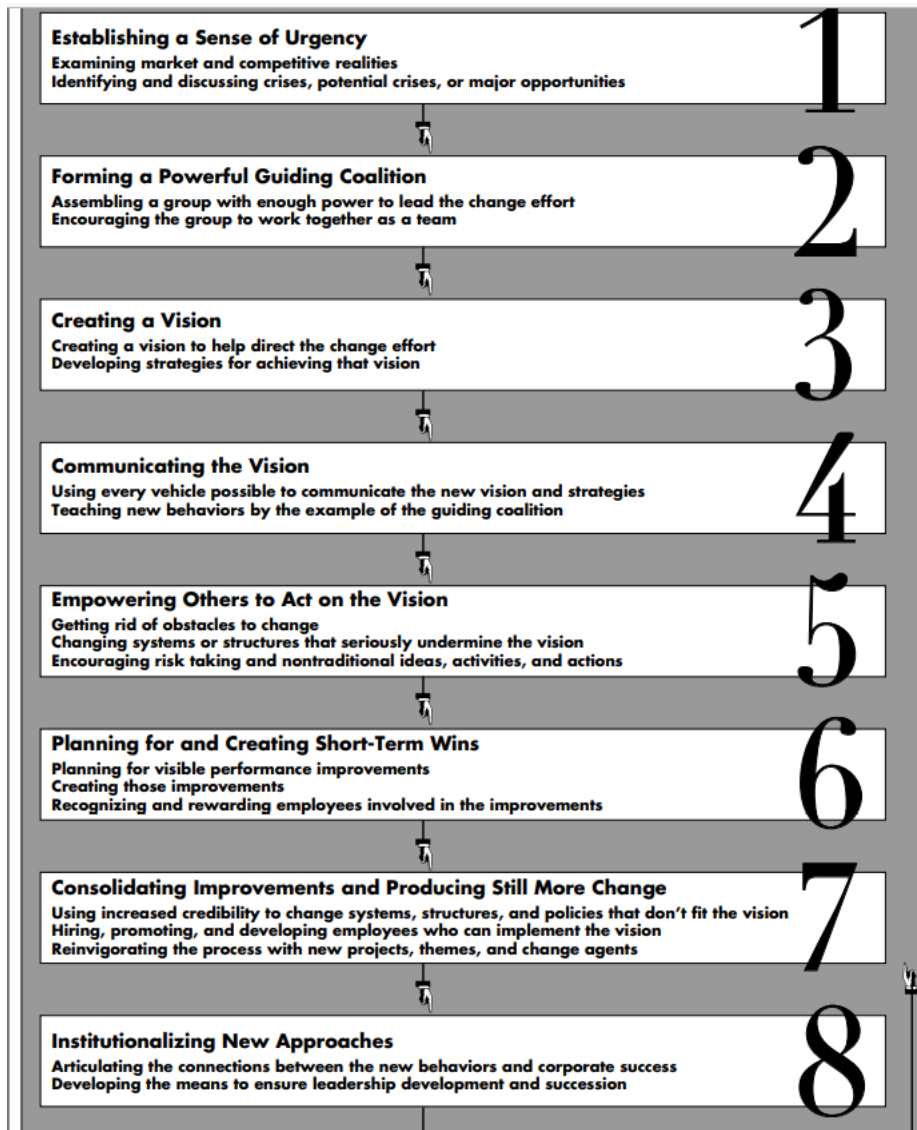 1
Establishing a Sense of Urgency
Examining market and competitive realities
Identifying and discussing crises, potential crises, or major opportunities
2
Forming a Powerful Guiding Coalition
Assembling a group with enough power to lead the change effort
Encouraging the group to work together as a team
3
Creating a Vision
Creating a vision to help direct the change effort
Developing strategies for achieving that vision
4
Communicating the Vision
Using every vehicle possible to communicate the new vision and strategies
Teaching new behaviors by the example of the guiding coalition
5
Empowering Others to Act on the Vision
Getting rid of obstacles to change
Changing systems or structures that seriously undermine the vision
Encouraging risk taking and nontraditional ideas, activities, and actions
6
Planning for and Creating Short-Term Wins
Planning for visible performance improvements
Creating those improvements
Recognizing and rewarding employees involved in the improvements
7
Consolidating Improvements and Producing Still More Change
Using increased credibility to change systems, structures, and policies that don't fit the vision
Hiring, promoting, and developing employees who can implement the vision
Reinvigorating the process with new projects, themes, and change agents
8
Institutionalizing New Approaches
Articulating the connections between the new behaviors and corporate success
Developing the means to ensure leadership development and succession